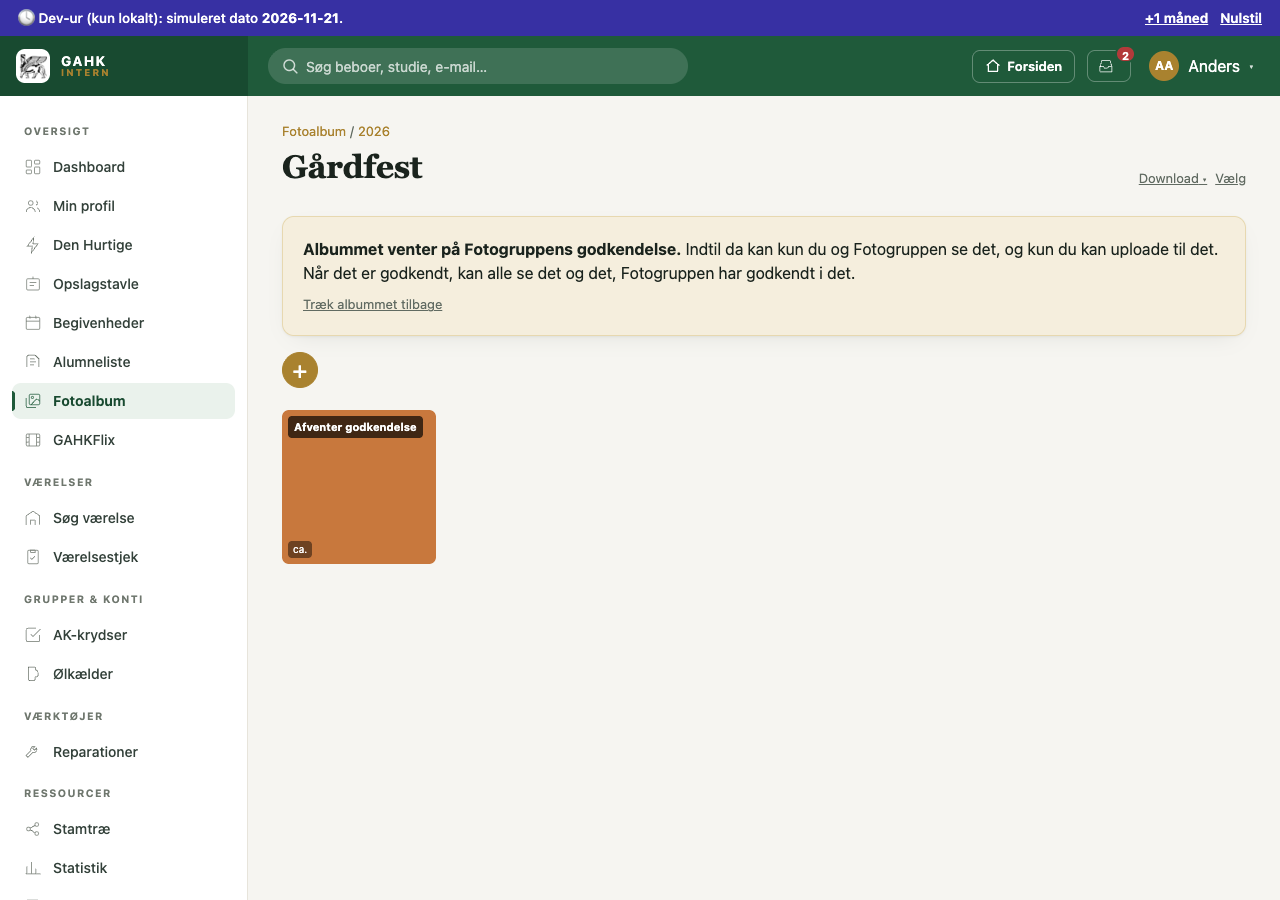 Dev-ur (kun lokalt): simuleret dato 2026-11-21.
+1 måned Nulstil
GAHK
INTERN
Søg beboer, studie, e-mail...
Forsiden
2
AA
Anders
OVERSIGT
Dashboard
Min profil
Den Hurtige
Opslagstavle
Begivenheder
Alumneliste
Fotoalbum
GAHKFlix
VÆRELSER
Søg værelse
Værelsestjek
GRUPPER & KONTI
AK-krydser
Ølkælder
VÆRKTØJER
Reparationer
RESSOURCER
Stamtræ
Statistik
Fotoalbum / 2026
Gårdfest
Download
Vælg
Albummet venter på Fotogruppens godkendelse. Indtil da kan kun du og Fotogruppen se det, og kun du kan uploade til det.
Når det er godkendt, kan alle se det og det, Fotogruppen har godkendt i det.
Træk albummet tilbage
+
Afventer godkendelse
ca.